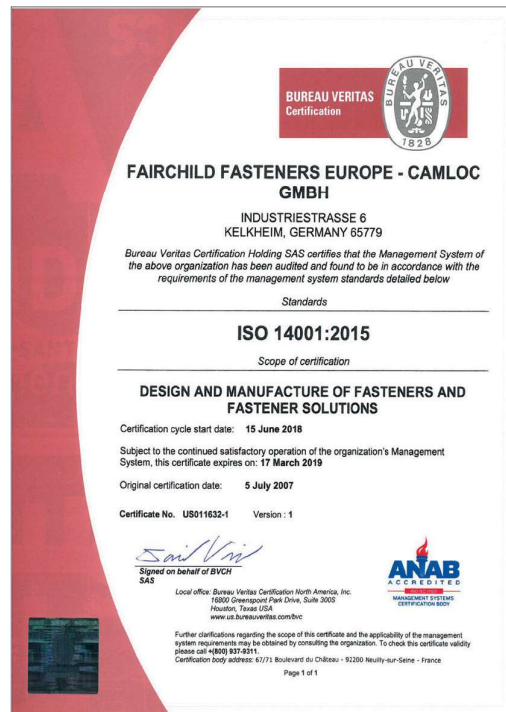 BUREAU VERITAS
Certification
BUREAU VERITAS
1828
FAIRCHILD FASTENERS EUROPE - CAMLOC
GMBH
INDUSTRIESTRASSE 6
KELKHEIM, GERMANY 65779
Bureau Veritas Certification Holding SAS certifies that the Management System of
the above organization has been audited and found to be in accordance with the
requirements of the management system standards detailed below
Standards
ISO 14001:2015
Scope of certification
DESIGN AND MANUFACTURE OF FASTENERS AND
FASTENER SOLUTIONS
Certification cycle start date: 15 June 2018
Subject to the continued satisfactory operation of the organization's Management
System, this certificate expires on: 17 March 2019
Original certification date: 5 July 2007
Certificate No. US011632-1 Version : 1
Signed on behalf of BVCH
SAS
ANAB
ACCREDITED
MANAGEMENT SYSTEMS
CERTIFICATION BODY
Local office: Bureau Veritas Certification North America, Inc.
16800 Greenspoint Park Drive, Suite 300S
Houston, Texas USA
www.us.bureauveritas.com/bvc
Further clarifications regarding the scope of this certificate and the applicability of the management
system requirements may be obtained by consulting the organization. To check this certificate validity
please call +(800) 937-9311.
Certification body address: 67/71 Boulevard du Château - 92200 Neuilly-sur-Seine - France
Page 1 of 1